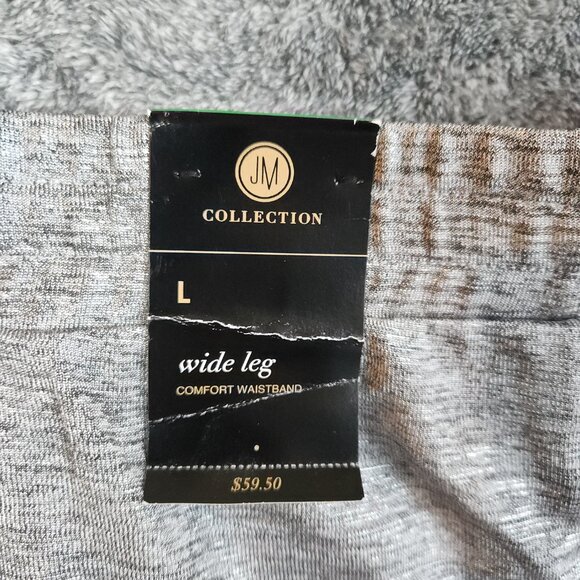 JM
COLLECTION
L
wide leg
COMFORT WAISTBAND
$59.50